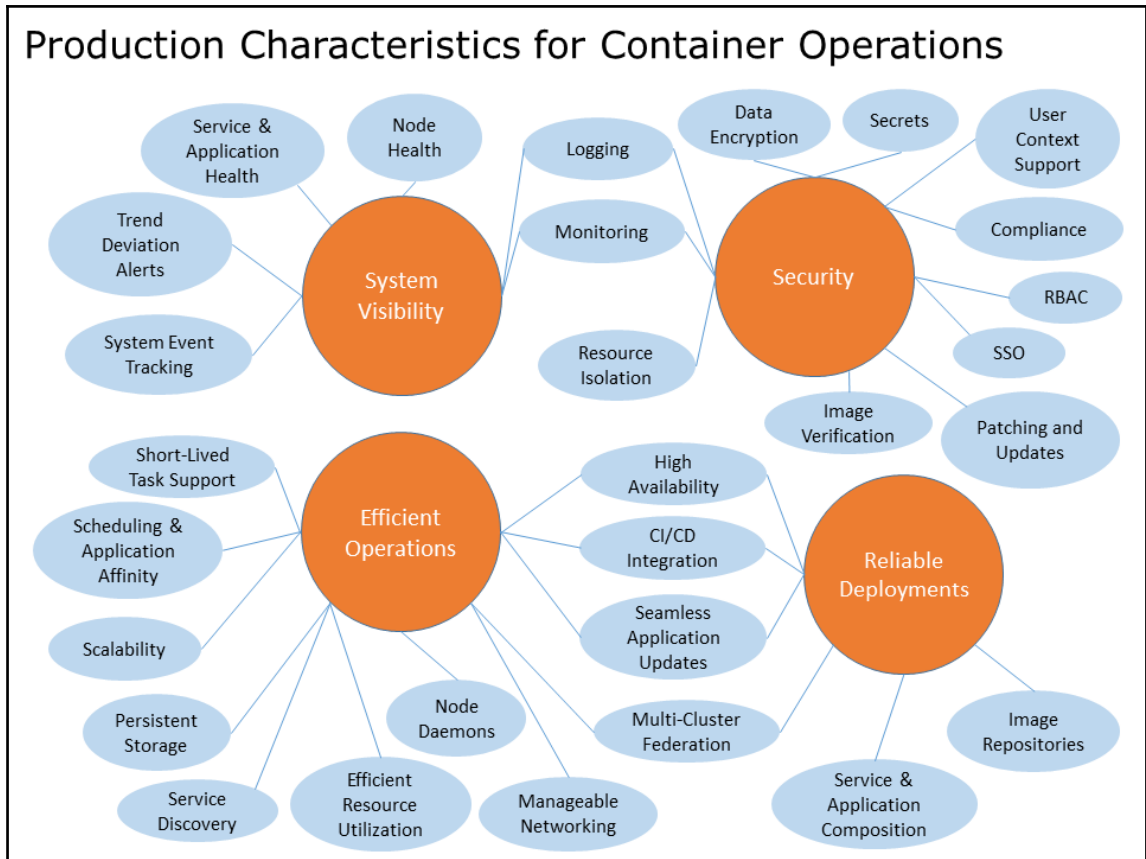 Production Characteristics for Container Operations
Service &
Application
Health
Node
Health
Trend
Deviation
Alerts
System Event
Tracking
System
Visibility
Logging
Monitoring
Resource
Isolation
Data
Encryption
Secrets
User
Context
Support
Compliance
RBAC
SSO
Patching and
Updates
Image
Verification
Security
Short-Lived
Task Support
Scheduling &
Application
Affinity
Scalability
Persistent
Storage
Service
Discovery
Efficient
Resource
Utilization
Node
Daemons
Manageable
Networking
Efficient
Operations
High
Availability
CI/CD
Integration
Seamless
Application
Updates
Multi-Cluster
Federation
Reliable
Deployments
Service &
Application
Composition
Image
Repositories